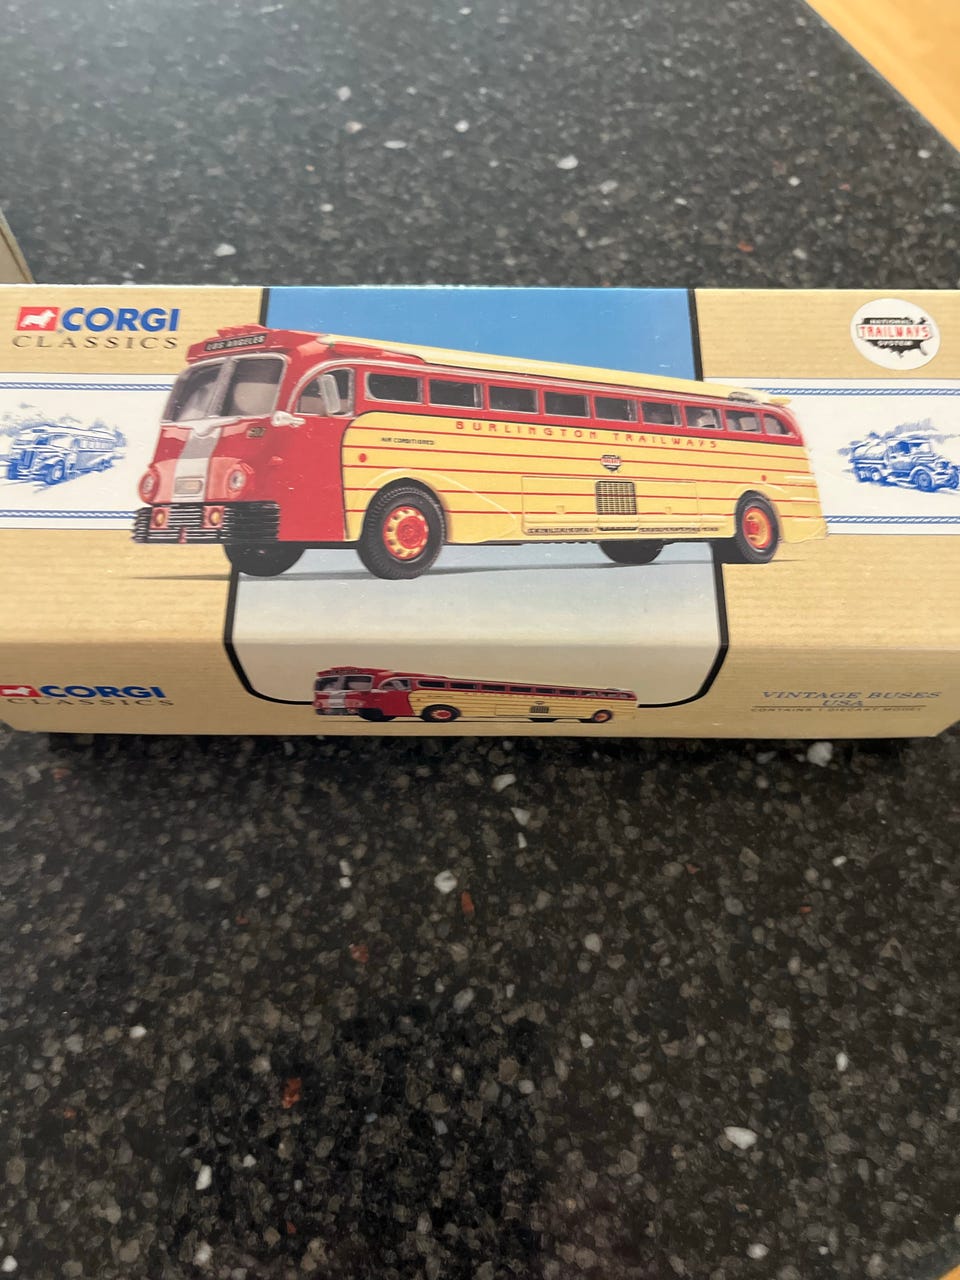 CORGI
CLASSICS
LOS ANGELES
NATIONAL
TRAILWAYS
SYSTEM
BURLINGTON TRAILWAYS
AIR CONDITIONED
CORGI
CLASSICS
VINTAGE BUSES
USA
CONTAINS 1 DIECAST MODEL